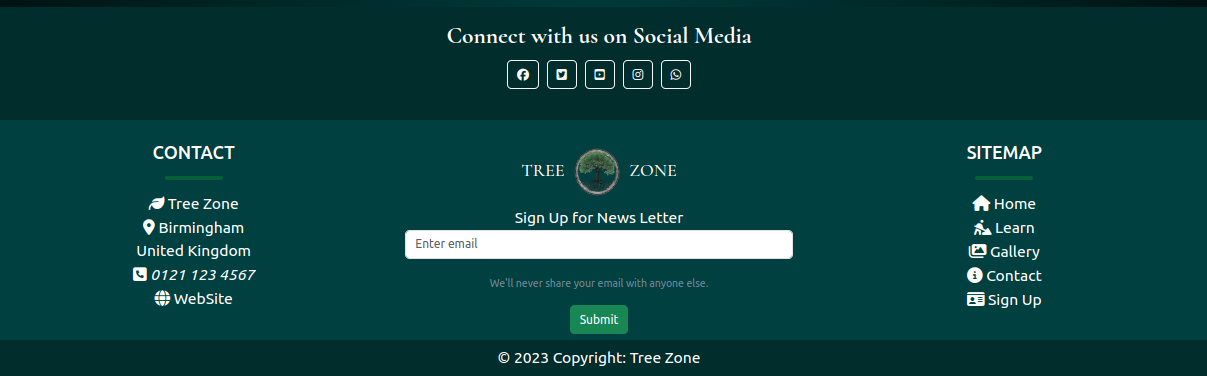 Connect with us on Social Media
CONTACT
Tree Zone
Birmingham
United Kingdom
0121 123 4567
WebSite
TREE ZONE
Sign Up for News Letter
Enter email
We'll never share your email with anyone else.
Submit
SITEMAP
Home
Learn
Gallery
Contact
Sign Up
© 2023 Copyright: Tree Zone